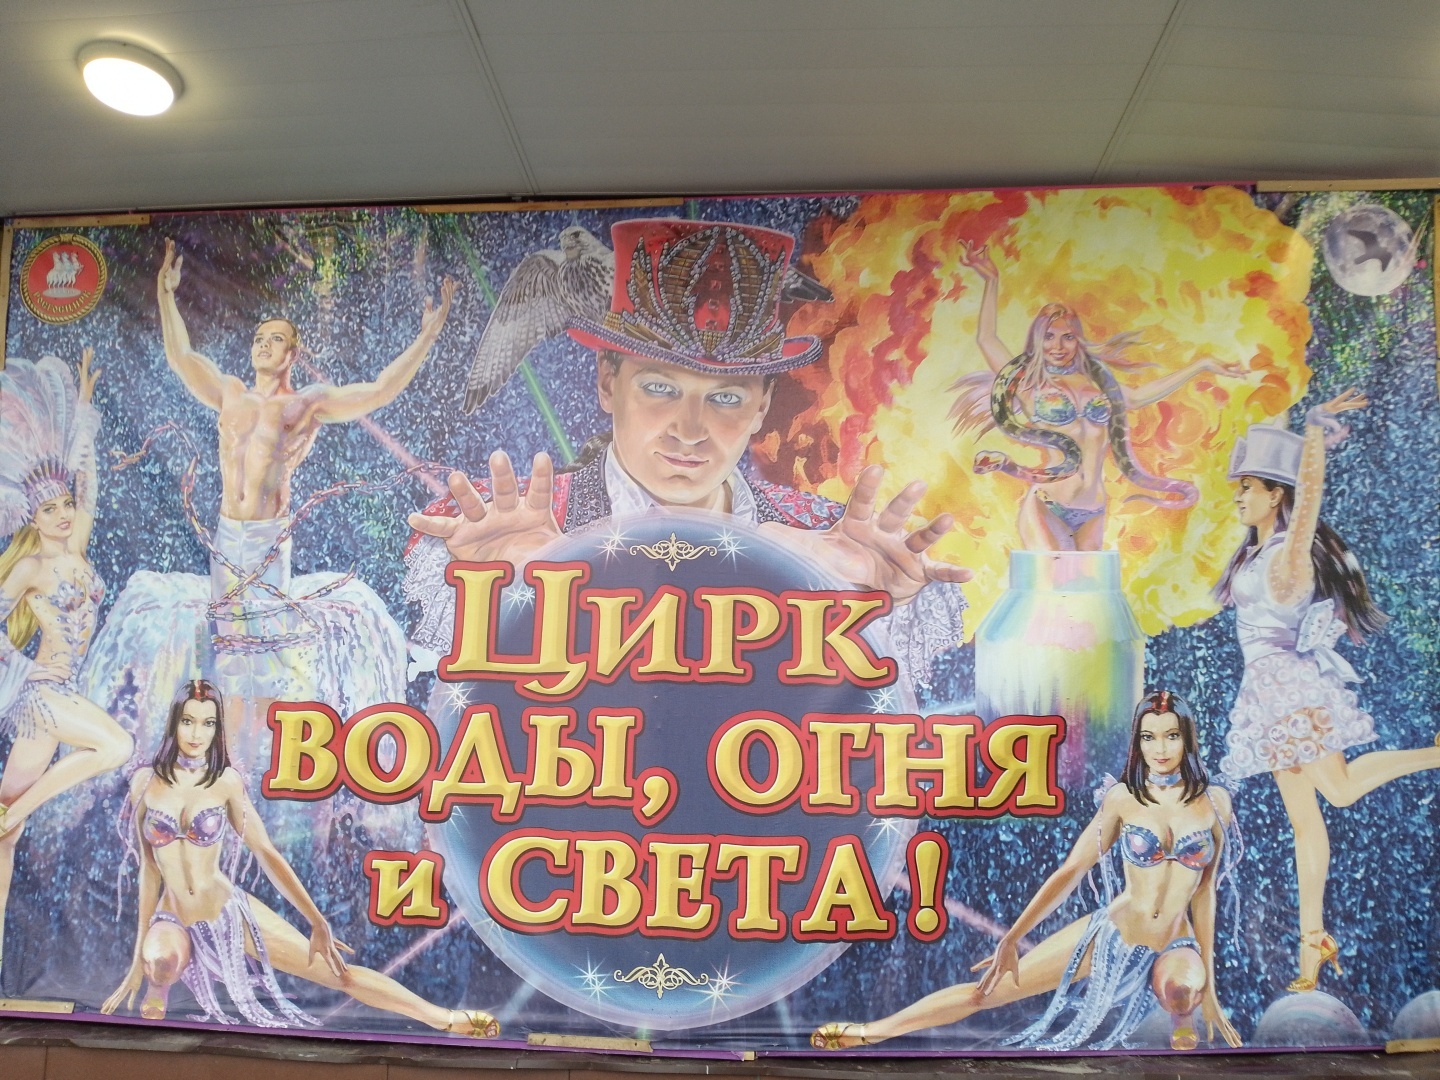 Цирк
воды, огня
и света!